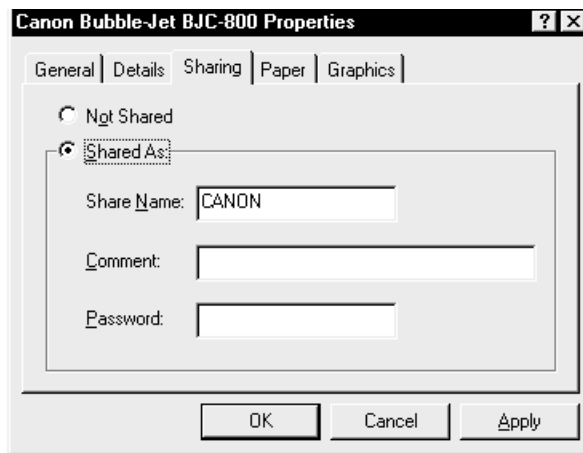 Canon Bubble-Jet BJC-800 Properties ? ×
General Details Sharing Paper Graphics
Not Shared
Shared As:
Share Name: CANON
Comment:
Password:
OK Cancel Apply